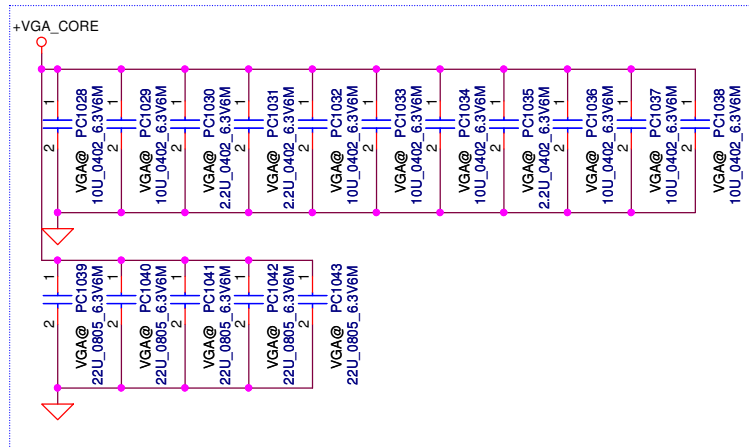 +VGA_CORE
1
2
VGA@ PC1028
10U_0402_6.3V6M
1
2
VGA@ PC1029
10U_0402_6.3V6M
1
2
VGA@ PC1030
2.2U_0402_6.3V6M
1
2
VGA@ PC1031
2.2U_0402_6.3V6M
1
2
VGA@ PC1032
10U_0402_6.3V6M
1
2
VGA@ PC1033
10U_0402_6.3V6M
1
2
VGA@ PC1034
10U_0402_6.3V6M
1
2
VGA@ PC1035
2.2U_0402_6.3V6M
1
2
VGA@ PC1036
10U_0402_6.3V6M
1
2
VGA@ PC1037
10U_0402_6.3V6M
1
2
VGA@ PC1038
10U_0402_6.3V6M
1
2
VGA@ PC1039
22U_0805_6.3V6M
1
2
VGA@ PC1040
22U_0805_6.3V6M
1
2
VGA@ PC1041
22U_0805_6.3V6M
1
2
VGA@ PC1042
22U_0805_6.3V6M
1
2
VGA@ PC1043
22U_0805_6.3V6M